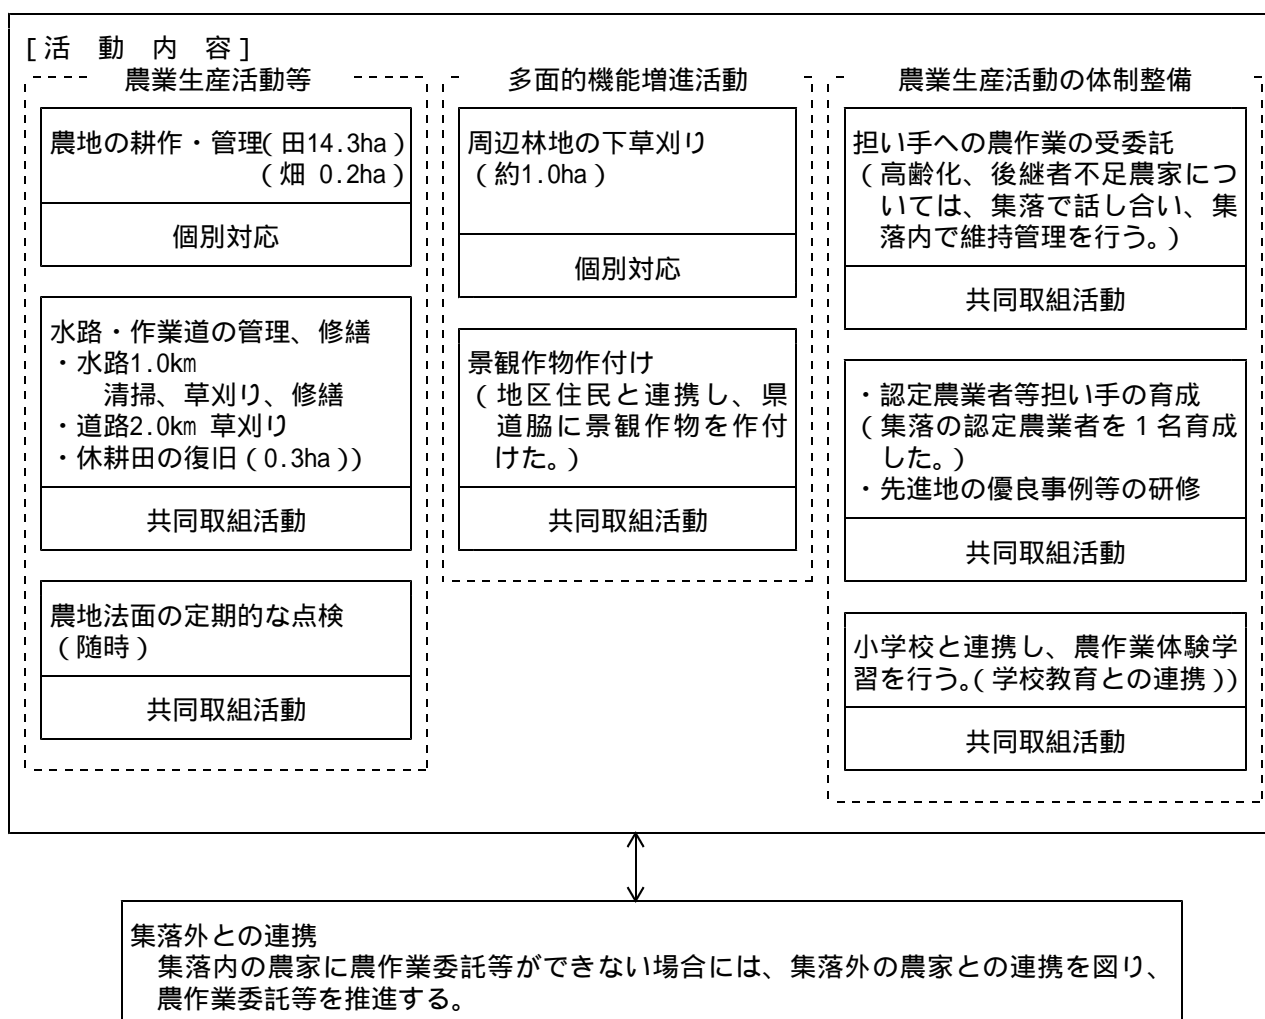 [活　動　内　容]
農業生産活動等
農地の耕作・管理(田14.3ha)
(畑 0.2ha)
個別対応
水路・作業道の管理、修繕
・水路1.0km
清掃、草刈り、修繕
・道路2.0km 草刈り
・休耕田の復旧(0.3ha))
共同取組活動
農地法面の定期的な点検
(随時)
共同取組活動
多面的機能増進活動
周辺林地の下草刈り
(約1.0ha)
個別対応
景観作物作付け
(地区住民と連携し、県
道脇に景観作物を作付
けた。)
共同取組活動
農業生産活動の体制整備
担い手への農作業の受委託
(高齢化、後継者不足農家につ
いては、集落で話し合い、集
落内で維持管理を行う。)
共同取組活動
・認定農業者等担い手の育成
(集落の認定農業者を1名育成
した。)
・先進地の優良事例等の研修
共同取組活動
小学校と連携し、農作業体験学
習を行う。(学校教育との連携))
共同取組活動
集落外との連携
集落内の農家に農作業委託等ができない場合には、集落外の農家との連携を図り、
農作業委託等を推進する。